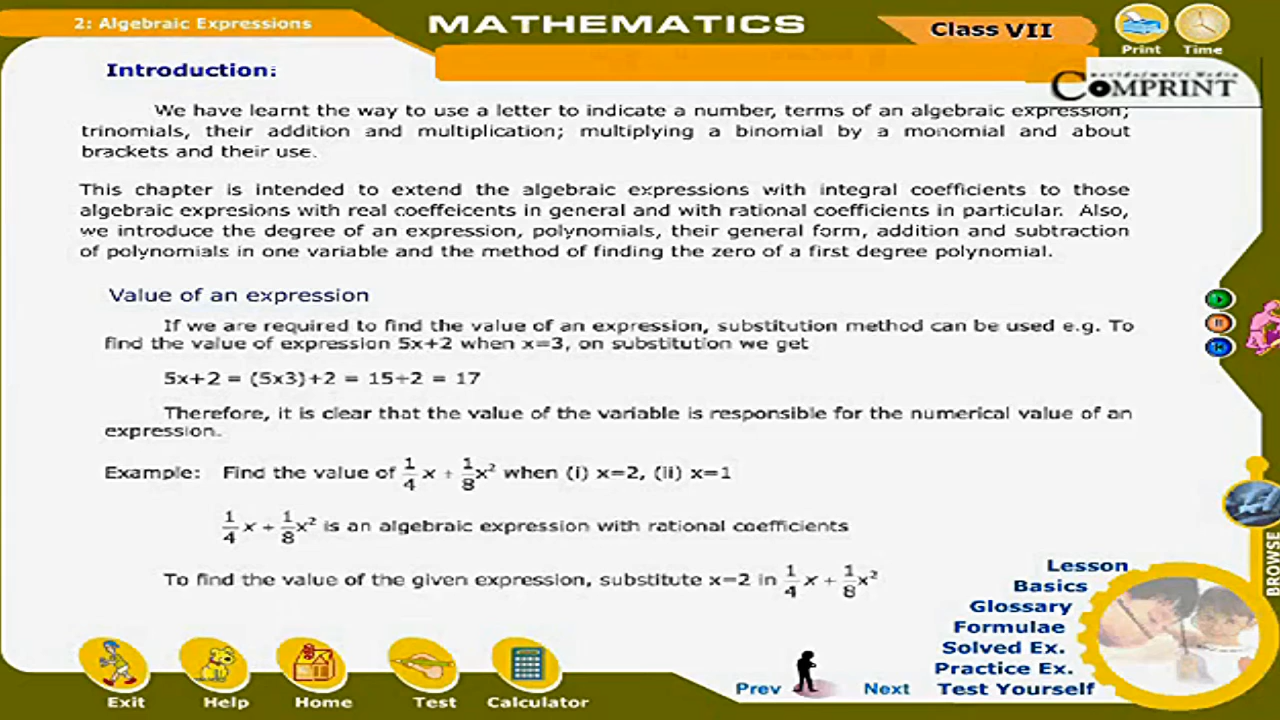 2: Algebraic Expressions
MATHEMATICS
Class VII
Print
Time
COMPRINT
Introduction:
We have learnt the way to use a letter to indicate a number, terms of an algebraic expression;
trinomials, their addition and multiplication; multiplying a binomial by a monomial and about
brackets and their use.
This chapter is intended to extend the algebraic expressions with integral coefficients to those
algebraic expresions with real coeffeicents in general and with rational coefficients in particular. Also,
we introduce the degree of an expression, polynomials, their general form, addition and subtraction
of polynomials in one variable and the method of finding the zero of a first degree polynomial.
Value of an expression
If we are required to find the value of an expression, substitution method can be used e.g. To
find the value of expression 5x+2 when x=3, on substitution we get
5x+2 = (5x3)+2 = 15+2 = 17
Therefore, it is clear that the value of the variable is responsible for the numerical value of an
expression.
Example: Find the value of 1/4 x + 1/8 x² when (i) x=2, (ii) x=1
1/4 x + 1/8 x² is an algebraic expression with rational coefficients
To find the value of the given expression, substitute x=2 in 1/4 x + 1/8 x²
BROWSE
Lesson
Basics
Glossary
Formulae
Solved Ex.
Practice Ex.
Test Yourself
Prev
Next
Exit
Help
Home
Test
Calculator